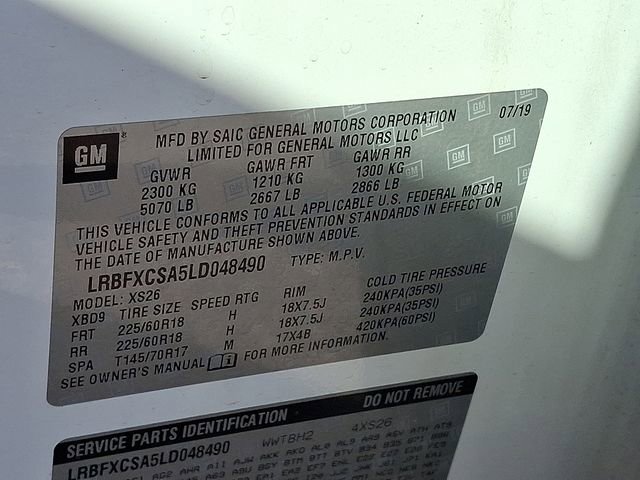 GM
MFD BY SAIC GENERAL MOTORS CORPORATION 07/19
LIMITED FOR GENERAL MOTORS LLC
GVWR GAWR FRT GAWR RR
2300 KG 1210 KG 1300 KG
5070 LB 2667 LB 2866 LB
THIS VEHICLE CONFORMS TO ALL APPLICABLE U.S. FEDERAL MOTOR
VEHICLE SAFETY AND THEFT PREVENTION STANDARDS IN EFFECT ON
THE DATE OF MANUFACTURE SHOWN ABOVE.
LRBFXCSA5LD048490 TYPE: M.P.V.
MODEL: XS26
XBD9 TIRE SIZE SPEED RTG RIM COLD TIRE PRESSURE
FRT 225/60R18 H 18X7.5J 240KPA(35PSI)
RR 225/60R18 H 18X7.5J 240KPA(35PSI)
SPA T145/70R17 M 17X4B 420KPA(60PSI)
SEE OWNER'S MANUAL FOR MORE INFORMATION.
SERVICE PARTS IDENTIFICATION DO NOT REMOVE
LRBFXCSA5LD048490 WWTBH2 4XS26